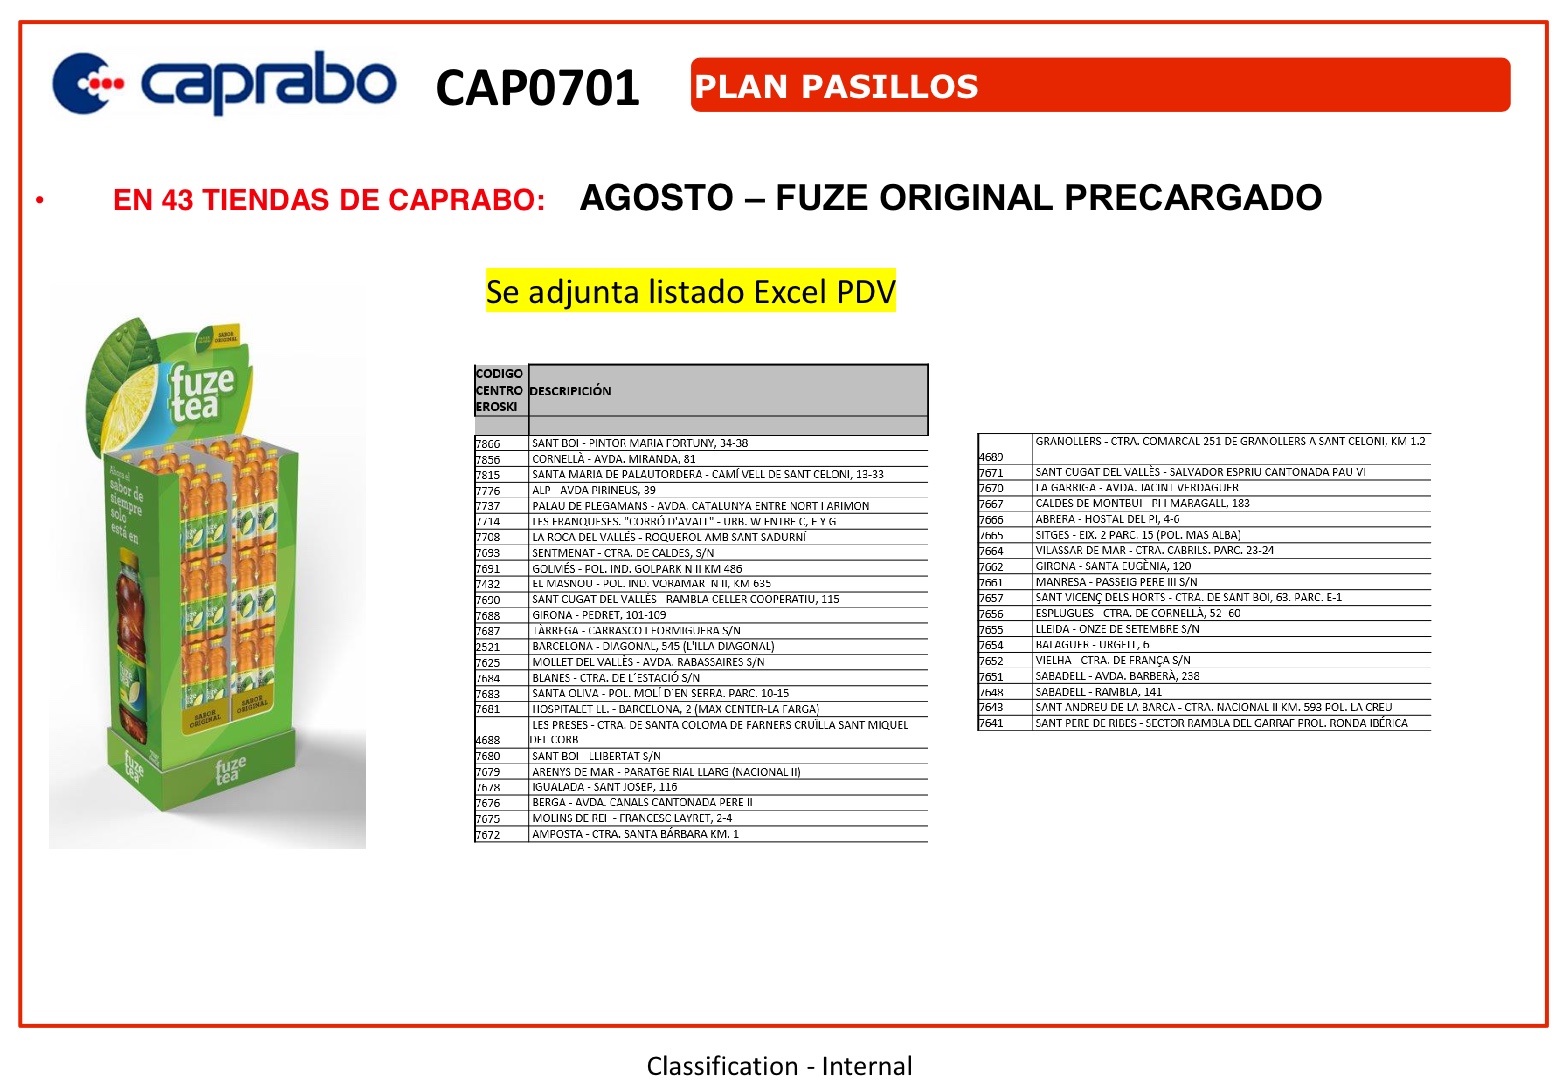 caprabo
CAP0701
PLAN PASILLOS
• EN 43 TIENDAS DE CAPRABO: AGOSTO – FUZE ORIGINAL PRECARGADO
Se adjunta listado Excel PDV
SABOR
ORIGINAL
fuze
tea
Ahora el
sabor de
siempre
solo
está en
fuze
tea
SABOR
ORIGINAL
SABOR
ORIGINAL
fuze
tea
fuze
tea
CODIGO
CENTRO
EROSKI
DESCRIPICIÓN
7866 SANT BOI - PINTOR MARIA FORTUNY, 34-38
7856 CORNELLÀ - AVDA. MIRANDA, 81
7815 SANTA MARIA DE PALAUTORDERA - CAMÍ VELL DE SANT CELONI, 13-33
7776 ALP - AVDA PIRINEUS, 39
7737 PALAU DE PLEGAMANS - AVDA. CATALUNYA ENTRE NORT I ARIMON
7714 LES FRANQUESES. "CORRÓ D'AVALL" - URB. W ENTRE C, F Y G
7708 LA ROCA DEL VALLÉS - ROQUEROL AMB SANT SADURNÍ
7693 SENTMENAT - CTRA. DE CALDES, S/N
7691 GOLMÉS - POL. IND. GOLPARK N II KM 486
7432 EL MASNOU - POL. IND. VORAMAR N II, KM 635
7690 SANT CUGAT DEL VALLÈS - RAMBLA CELLER COOPERATIU, 115
7688 GIRONA - PEDRET, 101-109
7687 TÀRREGA - CARRASCO I FORMIGUERA S/N
2521 BARCELONA - DIAGONAL, 545 (L'ILLA DIAGONAL)
7625 MOLLET DEL VALLÈS - AVDA. RABASSAIRES S/N
7684 BLANES - CTRA. DE L´ESTACIÓ S/N
7683 SANTA OLIVA - POL. MOLÍ D´EN SERRA. PARC. 10-15
7681 HOSPITALET LL. - BARCELONA, 2 (MAX CENTER-LA FARGA)
4688 LES PRESES - CTRA. DE SANTA COLOMA DE FARNERS CRUÏLLA SANT MIQUEL
DEL CORB
7680 SANT BOI - LLIBERTAT S/N
7679 ARENYS DE MAR - PARATGE RIAL LLARG (NACIONAL II)
7678 IGUALADA - SANT JOSEP, 116
7676 BERGA - AVDA. CANALS CANTONADA PERE II
7675 MOLINS DE REI - FRANCESC LAYRET, 2-4
7672 AMPOSTA - CTRA. SANTA BÁRBARA KM. 1
4689 GRANOLLERS - CTRA. COMARCAL 251 DE GRANOLLERS A SANT CELONI, KM 1.2
7671 SANT CUGAT DEL VALLÈS - SALVADOR ESPRIU CANTONADA PAU VI
7670 LA GARRIGA - AVDA. JACINT VERDAGUER
7667 CALDES DE MONTBUI - PI I MARAGALL, 183
7666 ABRERA - HOSTAL DEL PI, 4-6
7665 SITGES - EIX. 2 PARC. 15 (POL. MAS ALBA)
7664 VILASSAR DE MAR - CTRA. CABRILS. PARC. 23-24
7662 GIRONA - SANTA EUGÈNIA, 120
7661 MANRESA - PASSEIG PERE III S/N
7657 SANT VICENÇ DELS HORTS - CTRA. DE SANT BOI, 63. PARC. E-1
7656 ESPLUGUES - CTRA. DE CORNELLÀ, 52-60
7655 LLEIDA - ONZE DE SETEMBRE S/N
7654 BALAGUER - URGELL, 6
7652 VIELHA - CTRA. DE FRANÇA S/N
7651 SABADELL - AVDA. BARBERÀ, 238
7648 SABADELL - RAMBLA, 141
7643 SANT ANDREU DE LA BARCA - CTRA. NACIONAL II KM. 593 POL. LA CREU
7641 SANT PERE DE RIBES - SECTOR RAMBLA DEL GARRAF PROL. RONDA IBÉRICA
Classification - Internal